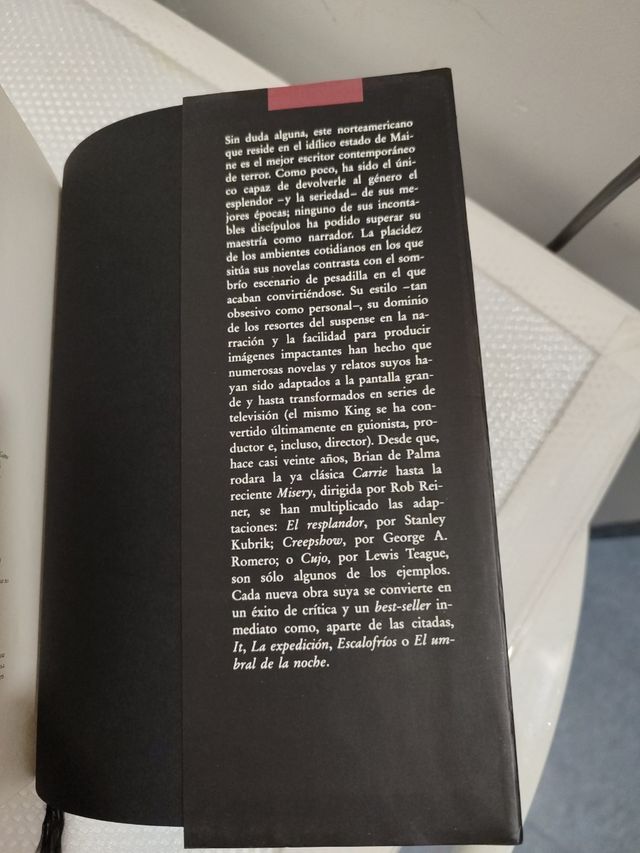 Sin duda alguna, este norteamericano
que reside en el idílico estado de Mai-
ne es el mejor escritor contemporáneo
de terror. Como poco, ha sido el úni-
co capaz de devolverle al género el
esplendor –y la seriedad– de sus me-
jores épocas; ninguno de sus inconta-
bles discípulos ha podido superar su
maestría como narrador. La placidez
de los ambientes cotidianos en los que
sitúa sus novelas contrasta con el som-
brío escenario de pesadilla en el que
acaban convirtiéndose. Su estilo –tan
obsesivo como personal–, su dominio
de los resortes del suspense en la na-
rración y la facilidad para producir
imágenes impactantes han hecho que
numerosas novelas y relatos suyos ha-
yan sido adaptados a la pantalla gran-
de y hasta transformados en series de
televisión (el mismo King se ha con-
vertido últimamente en guionista, pro-
ductor e, incluso, director). Desde que,
hace casi veinte años, Brian de Palma
rodara la ya clásica Carrie hasta la
reciente Misery, dirigida por Rob Rei-
ner, se han multiplicado las adap-
taciones: El resplandor, por Stanley
Kubrik; Creepshow, por George A.
Romero; o Cujo, por Lewis Teague,
son sólo algunos de los ejemplos.
Cada nueva obra suya se convierte en
un éxito de crítica y un best-seller in-
mediato como, aparte de las citadas,
It, La expedición, Escalofríos o El um-
bral de la noche.